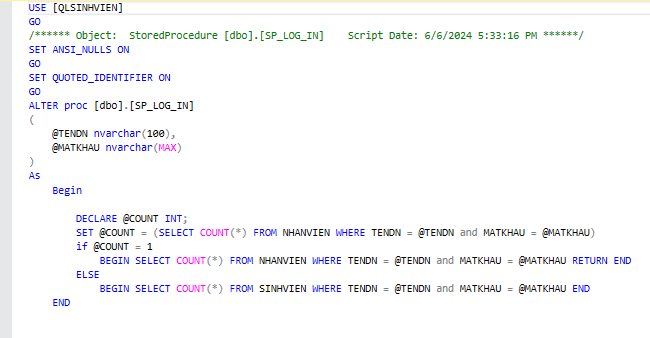 USE [QLSINHVIEN]
GO
/****** Object:  StoredProcedure [dbo].[SP_LOG_IN]    Script Date: 6/6/2024 5:33:16 PM ******/
SET ANSI_NULLS ON
GO
SET QUOTED_IDENTIFIER ON
GO
ALTER proc [dbo].[SP_LOG_IN]
(
    @TENDN nvarchar(100),
    @MATKHAU nvarchar(MAX)
)
As
    Begin
        DECLARE @COUNT INT;
        SET @COUNT = (SELECT COUNT(*) FROM NHANVIEN WHERE TENDN = @TENDN and MATKHAU = @MATKHAU)
        if @COUNT = 1
            BEGIN SELECT COUNT(*) FROM NHANVIEN WHERE TENDN = @TENDN and MATKHAU = @MATKHAU RETURN END
        ELSE
            BEGIN SELECT COUNT(*) FROM SINHVIEN WHERE TENDN = @TENDN and MATKHAU = @MATKHAU END
    END